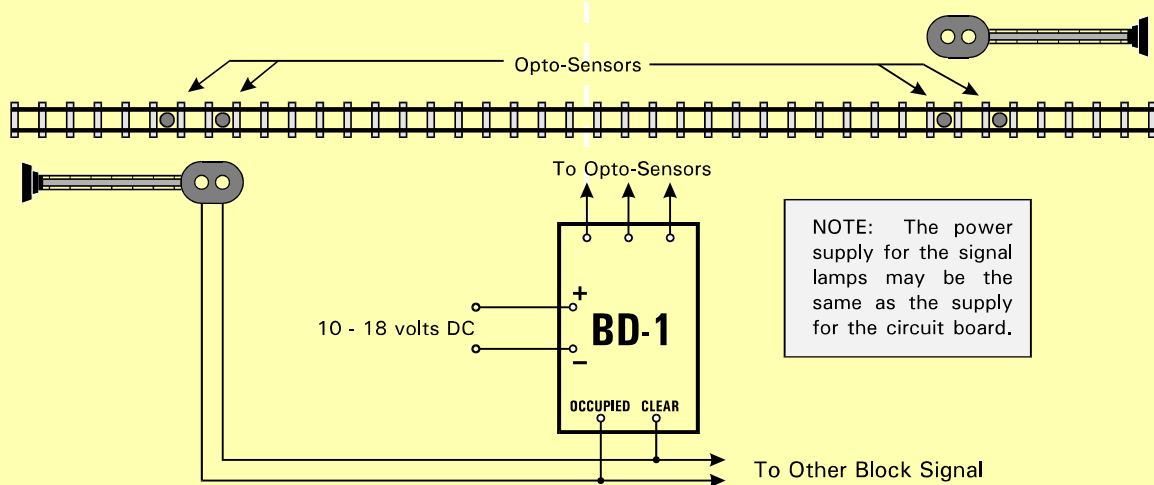 Opto-Sensors
To Opto-Sensors
NOTE: The power
supply for the signal
lamps may be the
same as the supply
for the circuit board.
+
10 - 18 volts DC
BD-1
–
OCCUPIED CLEAR
To Other Block Signal